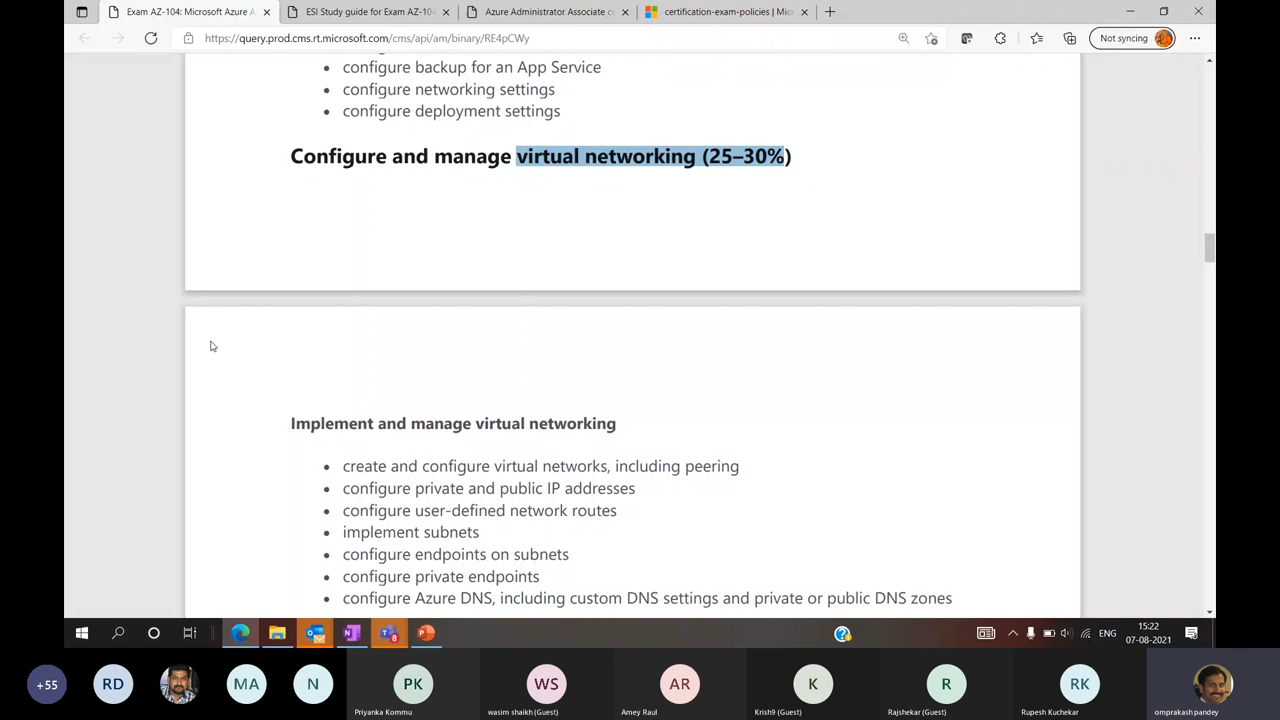 Exam AZ-104: Microsoft Azure A
ESI Study guide for Exam AZ-104
Azure Administrator Associate ce
certification-exam-policies | Mic
https://query.prod.cms.rt.microsoft.com/cms/api/am/binary/RE4pCWy
Not syncing
• configure backup for an App Service
• configure networking settings
• configure deployment settings
Configure and manage virtual networking (25–30%)
Implement and manage virtual networking
• create and configure virtual networks, including peering
• configure private and public IP addresses
• configure user-defined network routes
• implement subnets
• configure endpoints on subnets
• configure private endpoints
• configure Azure DNS, including custom DNS settings and private or public DNS zones
8
ENG
15:22
07-08-2021
+55
RD
MA
N
PK
WS
AR
K
R
RK
Priyanka Kommu
wasim shaikh (Guest)
Amey Raul
Krish9 (Guest)
Rajshekar (Guest)
Rupesh Kuchekar
omprakash pandey